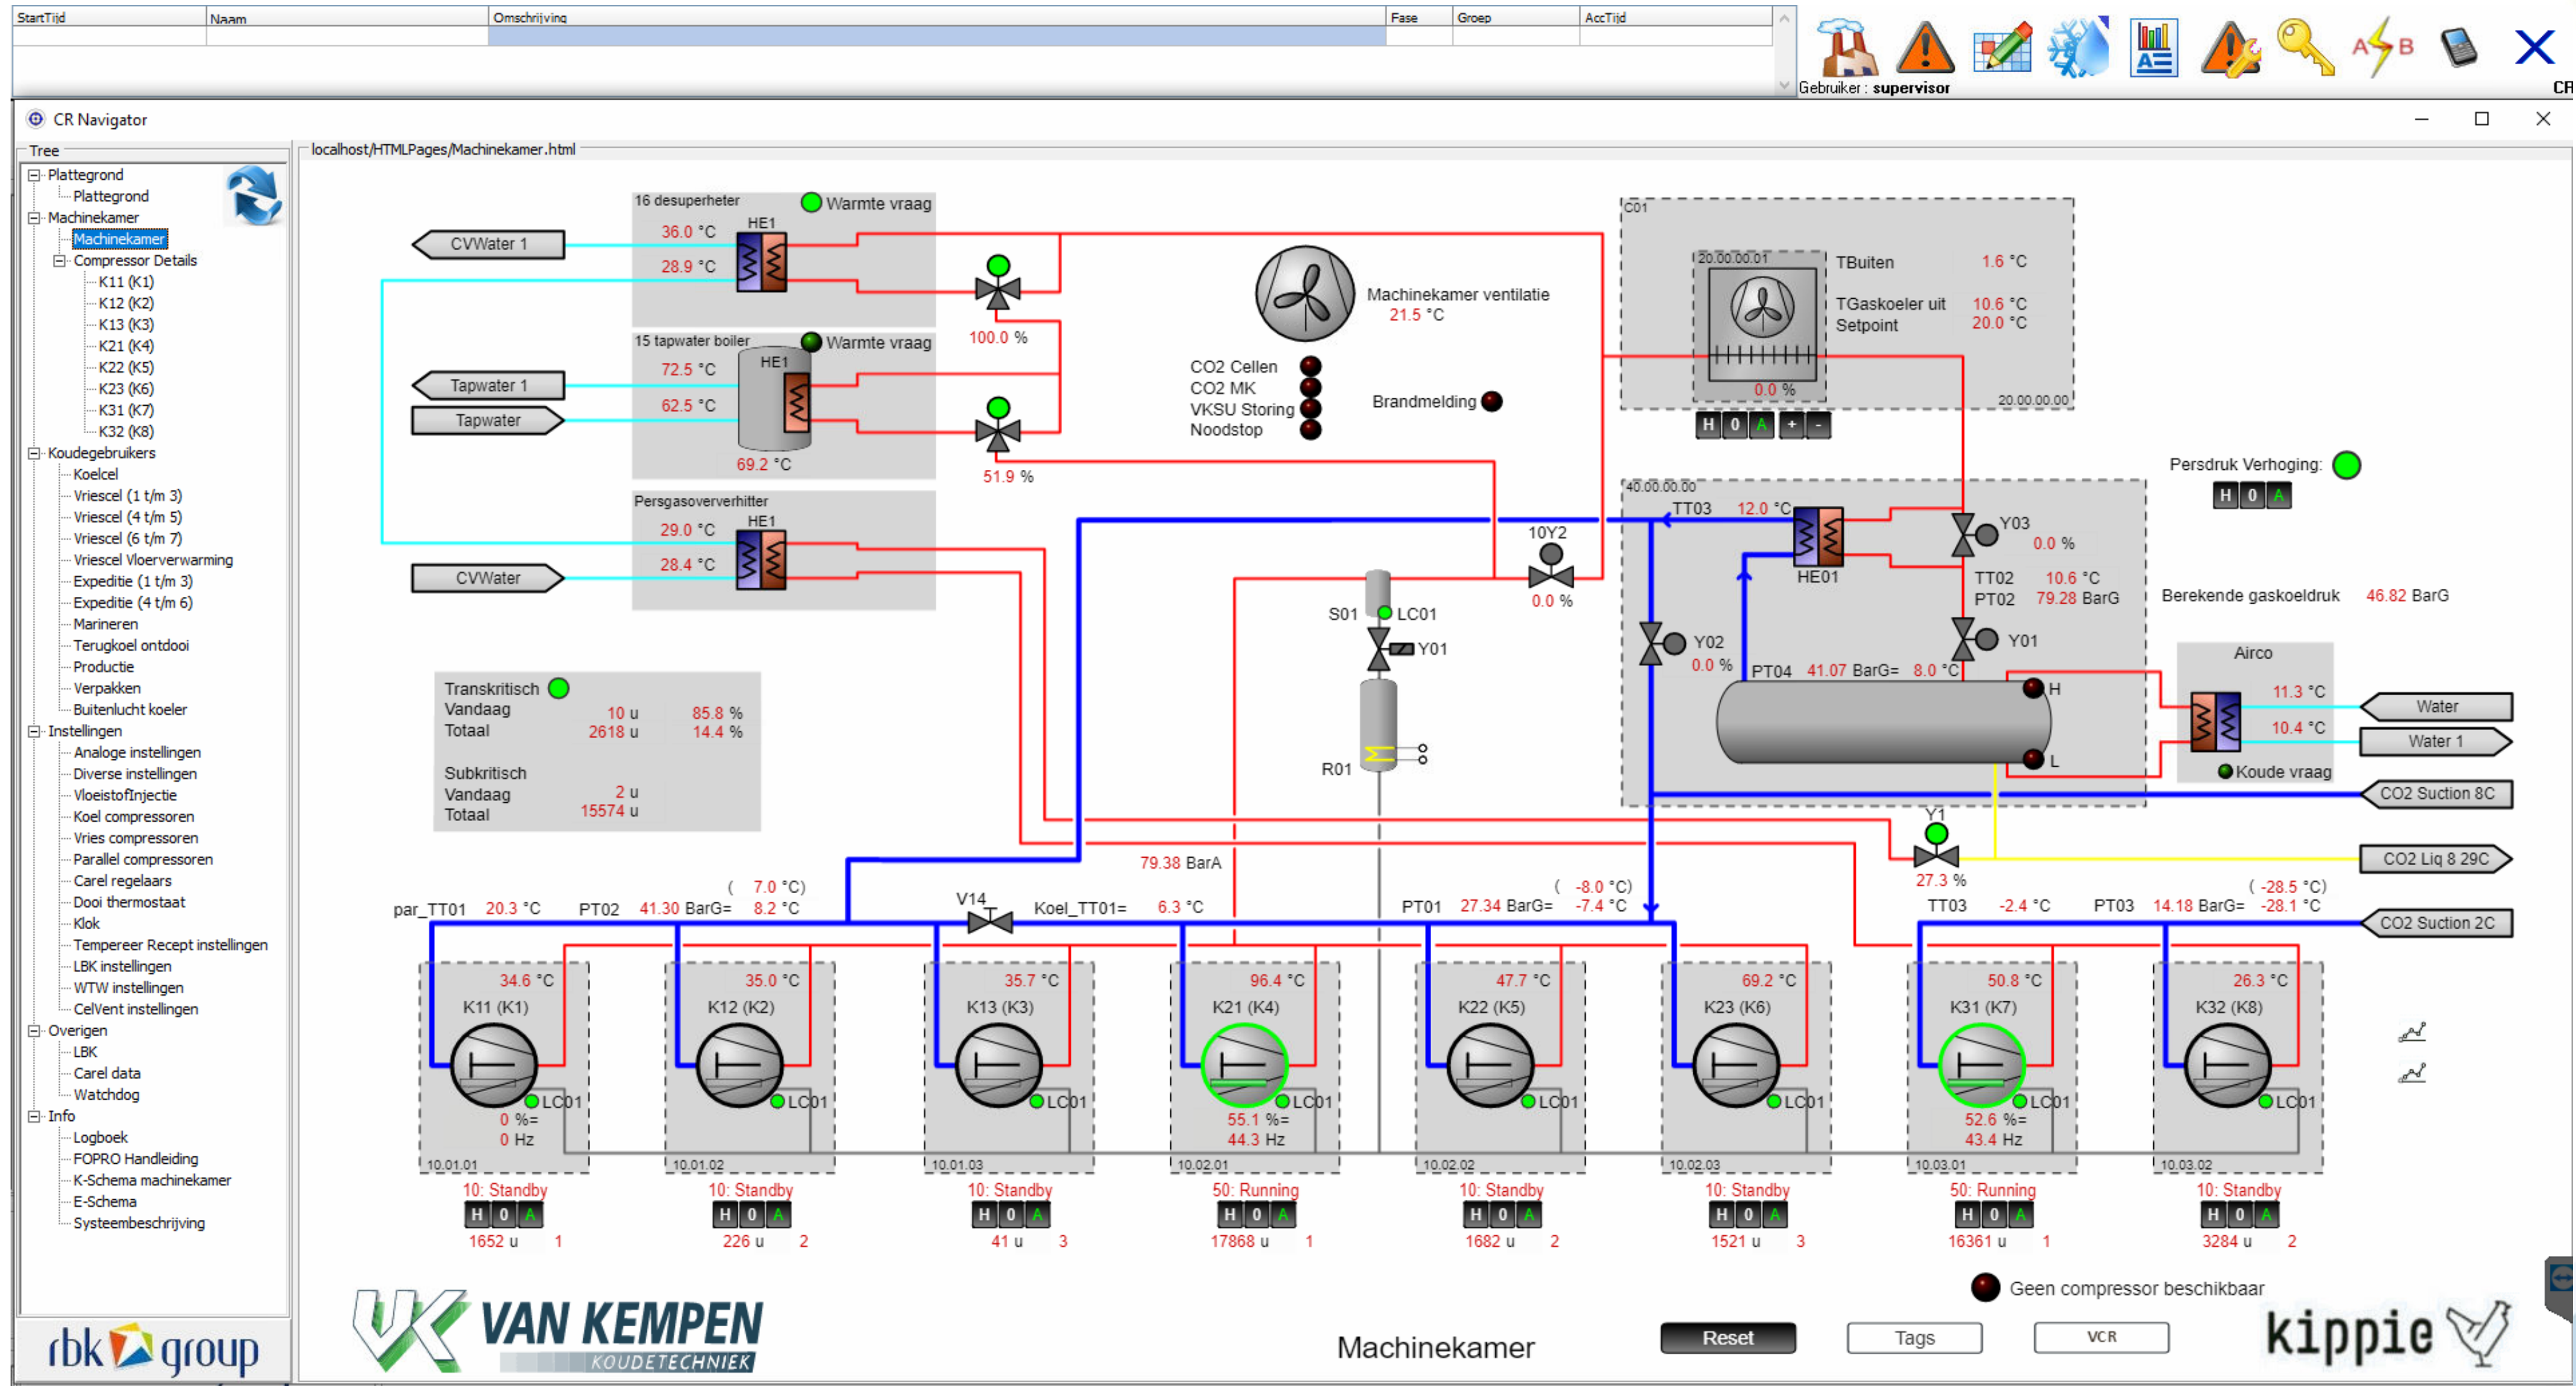 StartTijd Naam Omschrijving Fase Groep AccTijd
A B
Gebruiker : supervisor
CR
CR Navigator
Tree
Plattegrond
Plattegrond
Machinekamer
Machinekamer
Compressor Details
K11 (K1)
K12 (K2)
K13 (K3)
K21 (K4)
K22 (K5)
K23 (K6)
K31 (K7)
K32 (K8)
Koudegebruikers
Koelcel
Vriescel (1 t/m 3)
Vriescel (4 t/m 5)
Vriescel (6 t/m 7)
Vriescel Vloerverwarming
Expeditie (1 t/m 3)
Expeditie (4 t/m 6)
Marineren
Terugkoel ontdooi
Productie
Verpakken
Buitenlucht koeler
Instellingen
Analoge instellingen
Diverse instellingen
VloeistofInjectie
Koel compressoren
Vries compressoren
Parallel compressoren
Carel regelaars
Dooi thermostaat
Klok
Tempereer Recept instellingen
LBK instellingen
WTW instellingen
CelVent instellingen
Overigen
LBK
Carel data
Watchdog
Info
Logboek
FOPRO Handleiding
K-Schema machinekamer
E-Schema
Systeembeschrijving
rbk group
localhost/HTMLPages/Machinekamer.html
16 desuperheter Warmte vraag
36.0 °C HE1
CVWater 1
28.9 °C
100.0 %
15 tapwater boiler Warmte vraag
72.5 °C HE1
Tapwater 1
62.5 °C
Tapwater
69.2 °C
51.9 %
Persgasoververhitter
29.0 °C HE1
28.4 °C
CVWater
Machinekamer ventilatie
21.5 °C
CO2 Cellen
CO2 MK
VKSU Storing
Noodstop
Brandmelding
C01
20.00.00.01
TBuiten 1.6 °C
TGaskoeler uit 10.6 °C
Setpoint 20.0 °C
0.0 %
20.00.00.00
H 0 A + -
Persdruk Verhoging:
H 0 A
40.00.00.00
TT03 12.0 °C
HE01
Y03
0.0 %
TT02 10.6 °C
PT02 79.28 BarG
Berekende gaskoeldruk 46.82 BarG
10Y2
0.0 %
S01 LC01
Y01
R01
Y02
0.0 %
Y01
PT04 41.07 BarG= 8.0 °C
H
L
Airco
11.3 °C
10.4 °C
Koude vraag
Water
Water 1
CO2 Suction 8C
Y1
27.3 %
CO2 Liq 8 29C
CO2 Suction 2C
Transkritisch
Vandaag 10 u 85.8 %
Totaal 2618 u 14.4 %
Subkritisch
Vandaag 2 u
Totaal 15574 u
79.38 BarA
( 7.0 °C)
par_TT01 20.3 °C PT02 41.30 BarG= 8.2 °C
V14
Koel_TT01= 6.3 °C
( -8.0 °C)
PT01 27.34 BarG= -7.4 °C
( -28.5 °C)
TT03 -2.4 °C PT03 14.18 BarG= -28.1 °C
34.6 °C
K11 (K1)
LC01
0 %=
0 Hz
10.01.01
10: Standby
H 0 A
1652 u 1
35.0 °C
K12 (K2)
LC01
10.01.02
10: Standby
H 0 A
226 u 2
35.7 °C
K13 (K3)
LC01
10.01.03
10: Standby
H 0 A
41 u 3
96.4 °C
K21 (K4)
LC01
55.1 %=
44.3 Hz
10.02.01
50: Running
H 0 A
17868 u 1
47.7 °C
K22 (K5)
LC01
10.02.02
10: Standby
H 0 A
1682 u 2
69.2 °C
K23 (K6)
LC01
10.02.03
10: Standby
H 0 A
1521 u 3
50.8 °C
K31 (K7)
LC01
52.6 %=
43.4 Hz
10.03.01
50: Running
H 0 A
16361 u 1
26.3 °C
K32 (K8)
LC01
10.03.02
10: Standby
H 0 A
3284 u 2
Geen compressor beschikbaar
VK VAN KEMPEN
KOUDETECHNIEK
Machinekamer
Reset
Tags
VCR
kippie